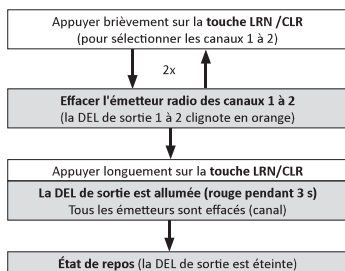 Appuyer brièvement sur la touche LRN /CLR
(pour sélectionner les canaux 1 à 2)
2x
Effacer l'émetteur radio des canaux 1 à 2
(la DEL de sortie 1 à 2 clignote en orange)
Appuyer longuement sur la touche LRN/CLR
La DEL de sortie est allumée (rouge pendant 3 s)
Tous les émetteurs sont effacés (canal)
État de repos (la DEL de sortie est éteinte)